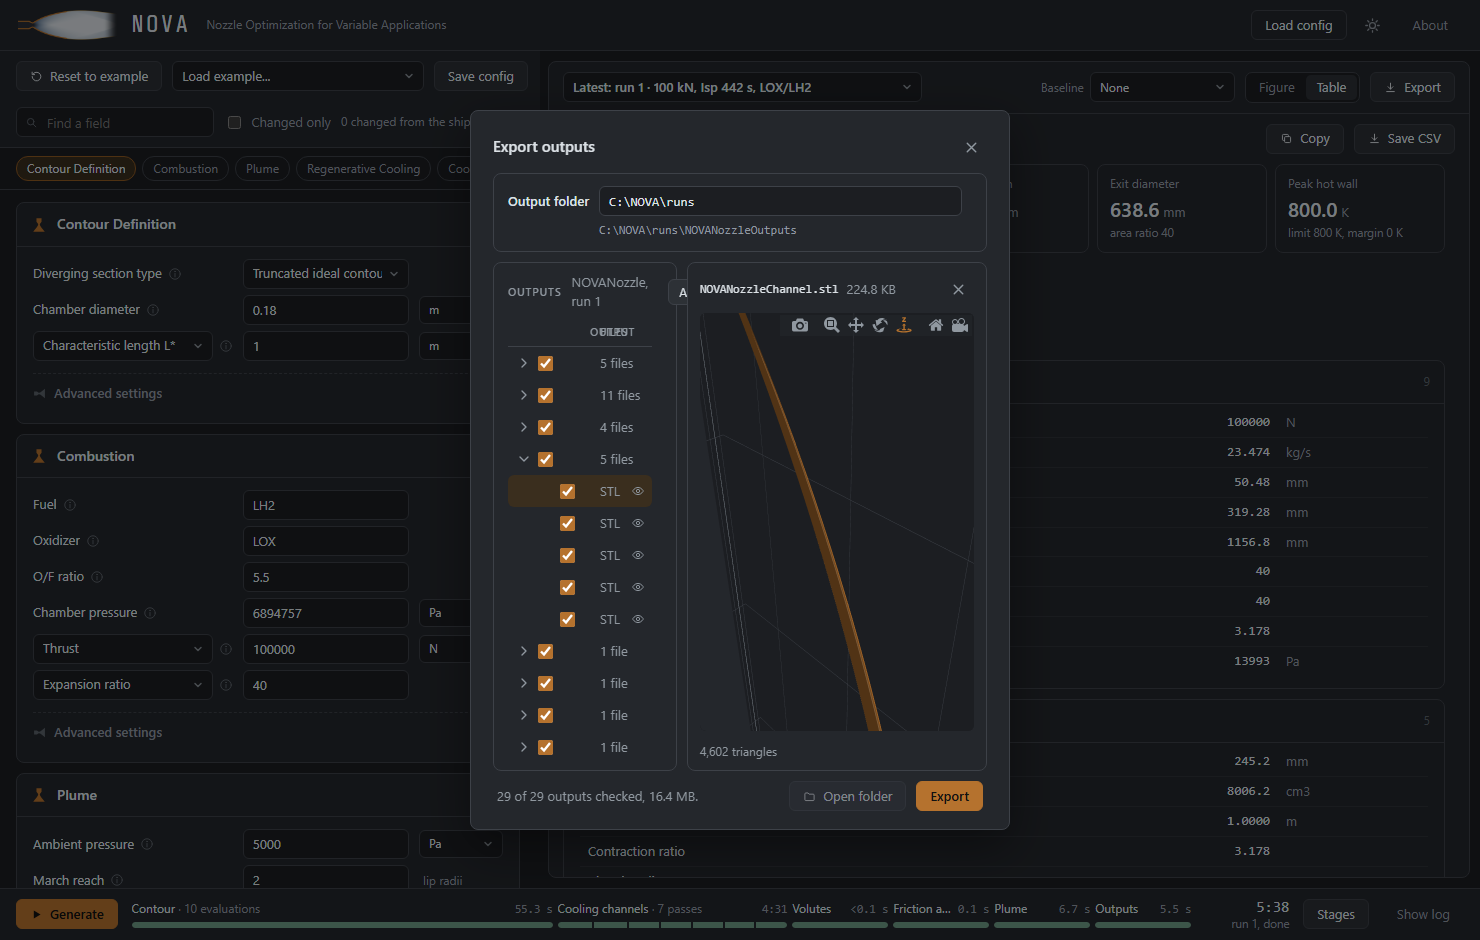 NOVA
Nozzle Optimization for Variable Applications
Load config
About
Reset to example
Load example...
Save config
Latest: run 1 · 100 kN, Isp 442 s, LOX/LH2
Baseline
None
Figure
Table
Export
Find a field
Changed only
0 changed from the ship
Copy
Save CSV
Contour Definition
Combustion
Plume
Regenerative Cooling
Coo
Exit diameter
638.6 mm
area ratio 40
Peak hot wall
800.0 K
limit 800 K, margin 0 K
Contour Definition
Diverging section type
Truncated ideal contou
Chamber diameter
0.18
m
Characteristic length L*
1
m
Advanced settings
Combustion
Fuel
LH2
Oxidizer
LOX
O/F ratio
5.5
Chamber pressure
6894757
Pa
Thrust
100000
N
Expansion ratio
40
Advanced settings
Plume
Ambient pressure
5000
Pa
March reach
2
lip radii
Export outputs
Output folder
C:\NOVA\runs
C:\NOVA\runs\NOVANozzleOutputs
OUTPUTS
NOVANozzle,
run 1
A
5 files
11 files
4 files
5 files
STL
STL
STL
STL
STL
1 file
1 file
1 file
1 file
NOVANozzleChannel.stl 224.8 KB
4,602 triangles
29 of 29 outputs checked, 16.4 MB.
Open folder
Export
9
100000 N
23.474 kg/s
50.48 mm
319.28 mm
1156.8 mm
40
40
3.178
13993 Pa
5
245.2 mm
8006.2 cm3
1.0000 m
Contraction ratio
3.178
Generate
Contour · 10 evaluations
55.3 s
Cooling channels · 7 passes
4:31
Volutes
<0.1 s
Friction a...
0.1 s
Plume
6.7 s
Outputs
5.5 s
5:38
run 1, done
Stages
Show log